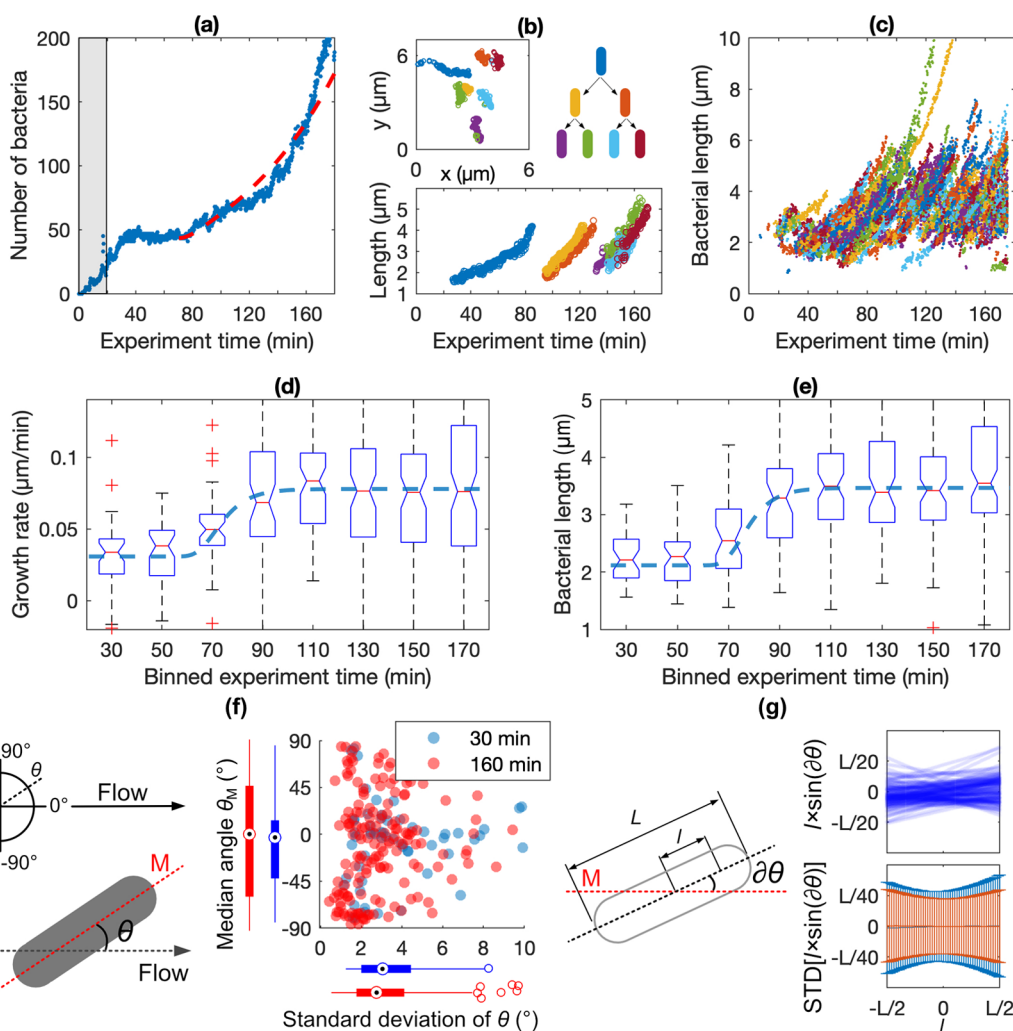 (a)
200
150
100
50
0
Number of bacteria
0 40 80 120 160
Experiment time (min)
(b)
6
0
y (μm)
0 6
x (μm)
5
4
3
2
1
Length (μm)
0 40 80 120 160
Experiment time (min)
(c)
10
8
6
4
2
0
Bacterial length (μm)
0 40 80 120 160
Experiment time (min)
(d)
0.1
0.05
0
Growth rate (μm/min)
30 50 70 90 110 130 150 170
Binned experiment time (min)
(e)
5
4
3
2
1
Bacterial length (μm)
30 50 70 90 110 130 150 170
Binned experiment time (min)
(f)
90°
θ
0°
Flow
-90°
M
θ
Flow
Median angle θM (°)
90
45
0
-45
-90
30 min
160 min
0 2 4 6 8 10
Standard deviation of θ (°)
(g)
L
l
M
∂θ
l×sin(∂θ)
L/20
0
-L/20
STD[l×sin(∂θ)]
L/40
0
-L/40
-L/2 0 L/2
l